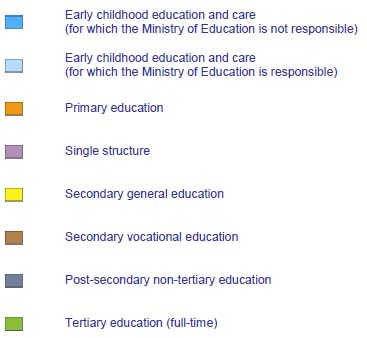 Early childhood education and care
(for which the Ministry of Education is not responsible)
Early childhood education and care
(for which the Ministry of Education is responsible)
Primary education
Single structure
Secondary general education
Secondary vocational education
Post-secondary non-tertiary education
Tertiary education (full-time)